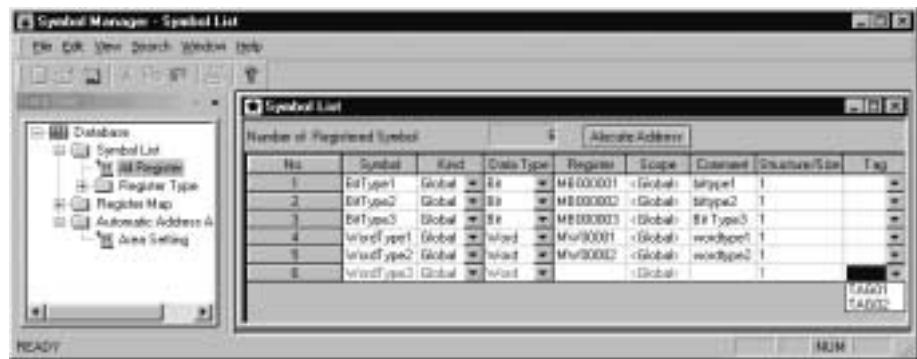 Symbol Manager - Symbol List
File Edit View Search Window Help
Database
Symbol List
All Register
Register Type
Register Map
Automatic Address A
Area Setting
Symbol List
Number of Registered Symbol 6 Allocate Address
No. Symbol Kind Data Type Register Scope Comment Structure/Size Tag
1 BitType1 Global Bit MB000001 <Global> bittype1 1
2 BitType2 Global Bit MB000002 <Global> bittype2 1
3 BitType3 Global Bit MB000003 <Global> Bit Type3 1
4 WordType1 Global Word MW00001 <Global> wordtype1 1
5 WordType2 Global Word MW00002 <Global> wordtype2 1
6 WordType3 Global Word <Global> 1
TAG01
TAG02
READY NUM